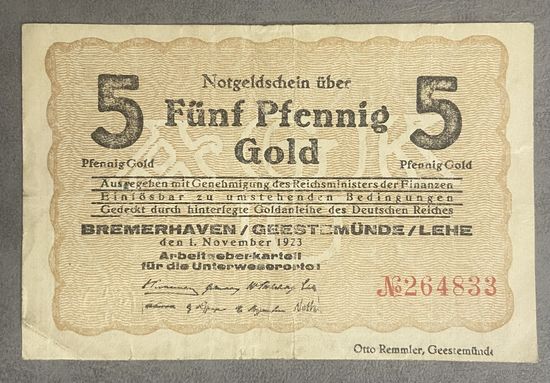 Notgeldschein über
5 Fünf Pfennig 5
Gold
Pfennig Gold Pfennig Gold
Ausgegeben mit Genehmigung des Reichsministers der Finanzen
Einlösbar zu umstehenden Bedingungen
Gedeckt durch hinterlegte Goldanleihe des Deutschen Reiches
BREMERHAVEN/GEESTEMÜNDE/LEHE
den 1. November 1923
Arbeitgeberkartell
für die Unterweserorte!
№264833
Otto Remmler, Geestemünde